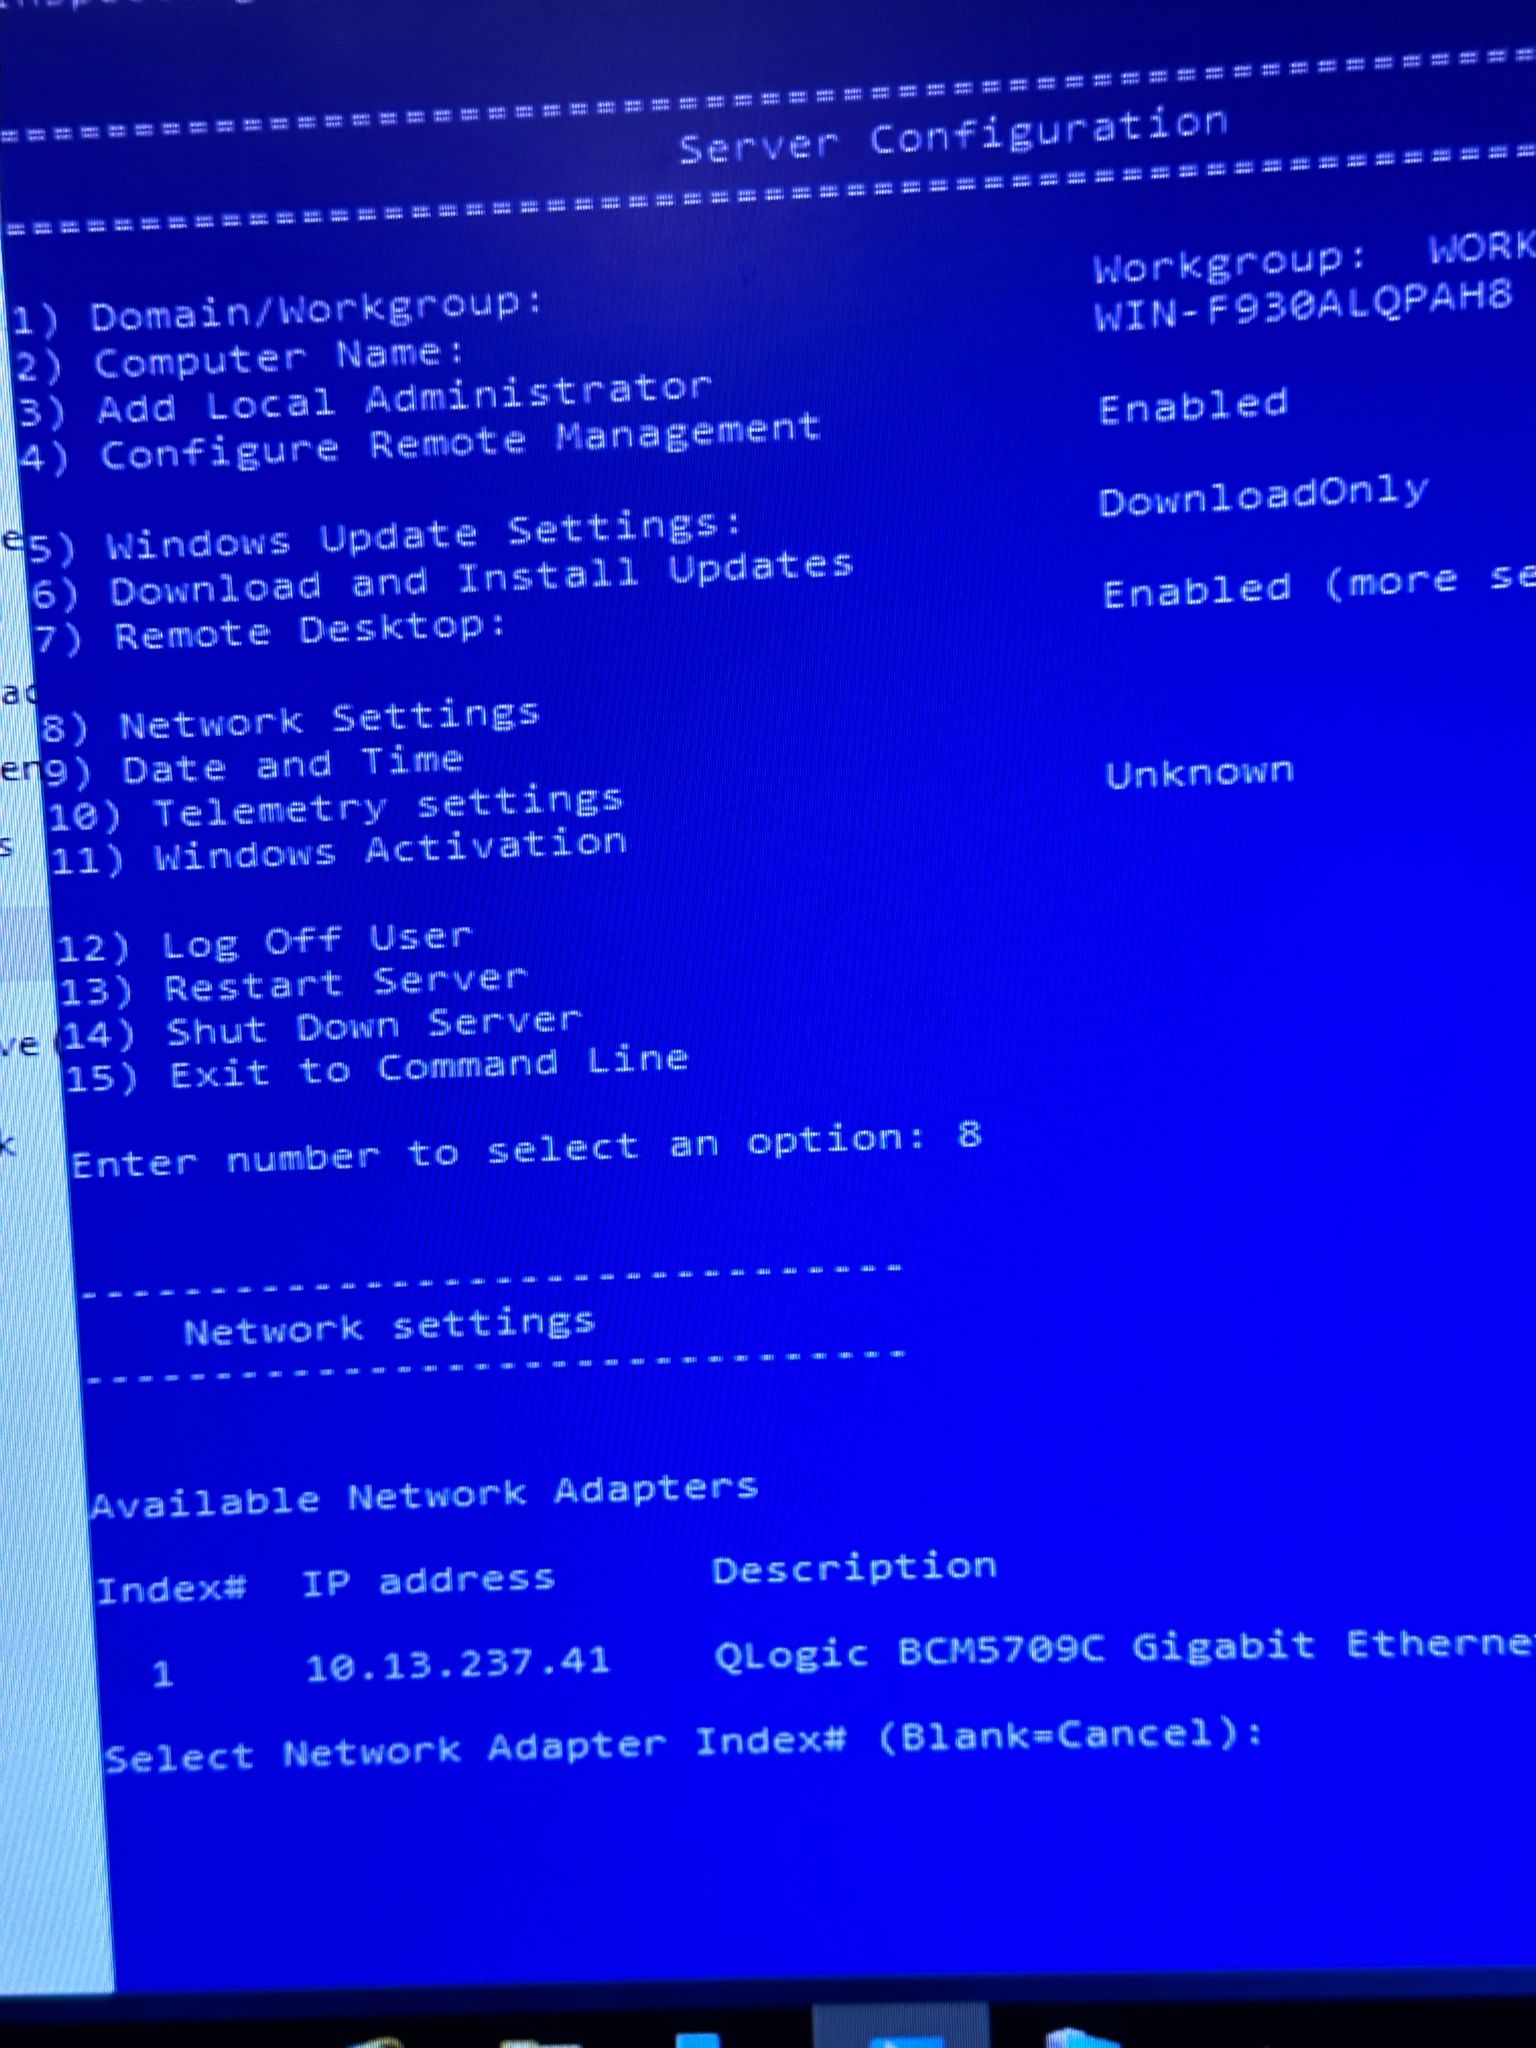 Server Configuration
1) Domain/Workgroup: Workgroup: WORK
2) Computer Name: WIN-F930ALQPAH8
3) Add Local Administrator
4) Configure Remote Management Enabled
5) Windows Update Settings: DownloadOnly
6) Download and Install Updates
7) Remote Desktop: Enabled (more se
8) Network Settings
9) Date and Time
10) Telemetry settings Unknown
11) Windows Activation
12) Log Off User
13) Restart Server
14) Shut Down Server
15) Exit to Command Line
Enter number to select an option: 8
Network settings
Available Network Adapters
Index# IP address Description
1 10.13.237.41 QLogic BCM5709C Gigabit Etherne
Select Network Adapter Index# (Blank=Cancel):